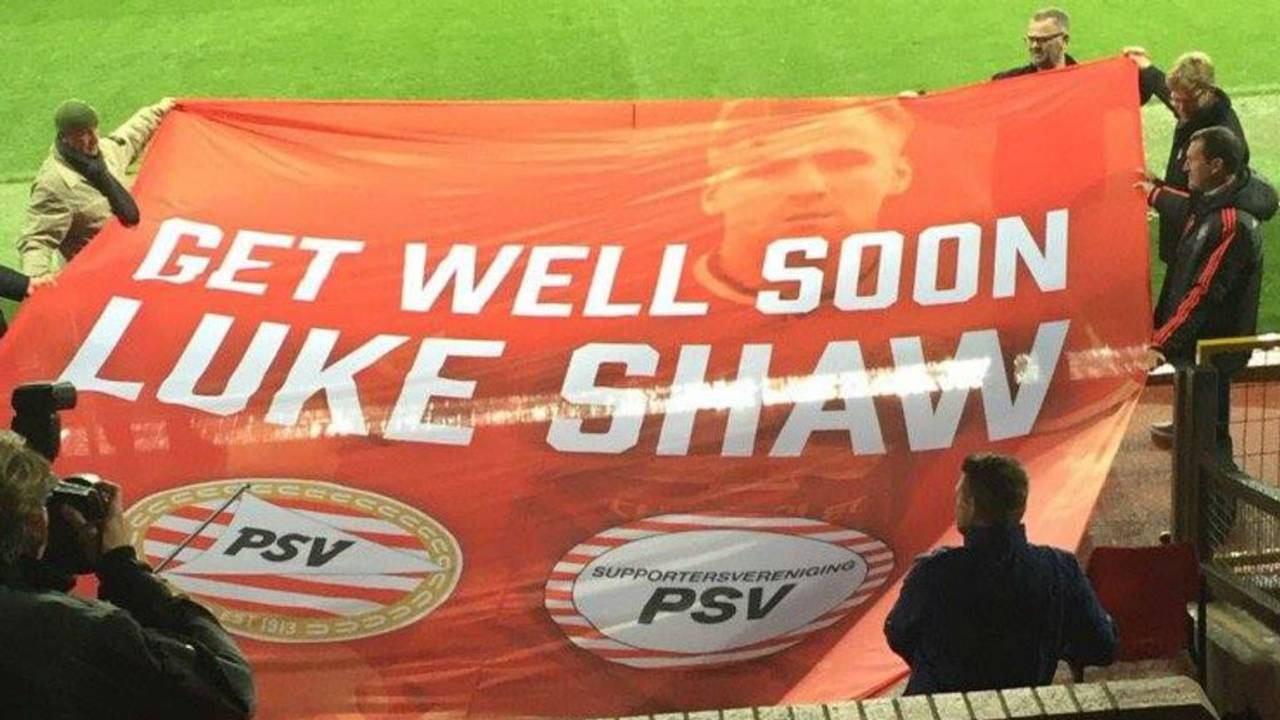 GET WELL SOON
LUKE SHAW
PSV
EST 1913
SUPPORTERSVERENIGING
PSV